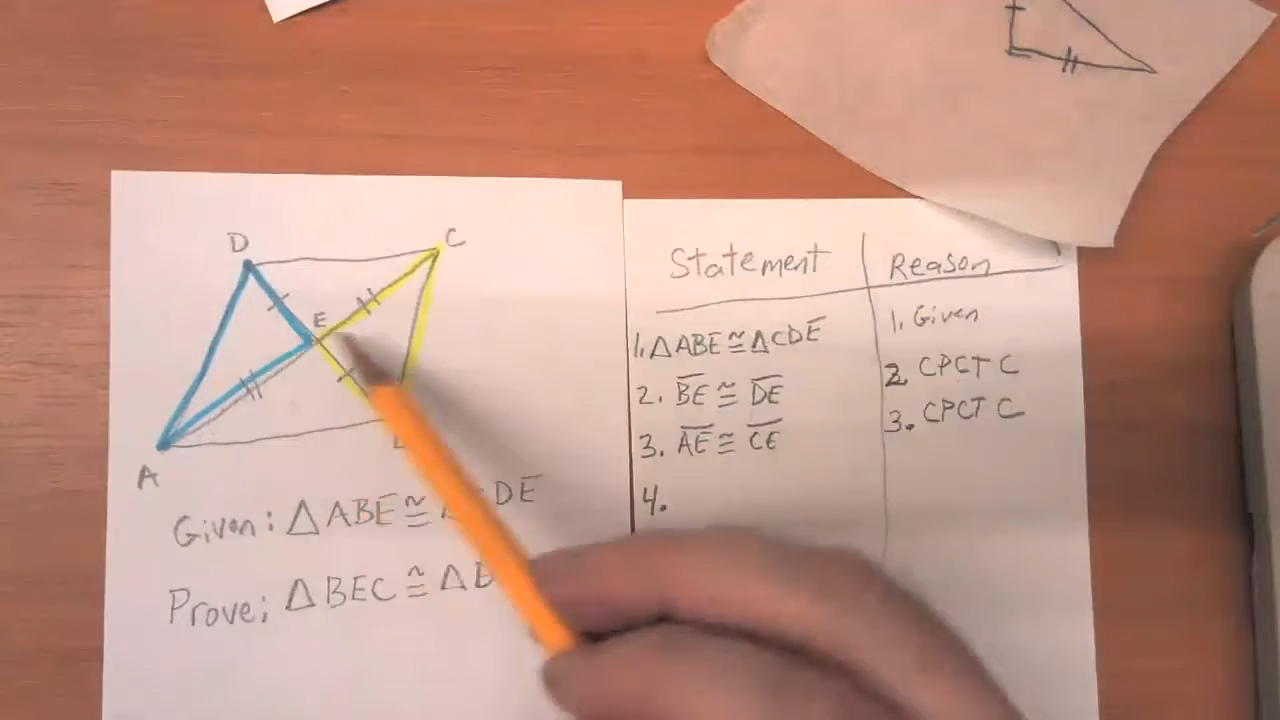 D
C
E
A
Given: △ABE ≅ DE
Prove: △BEC ≅ △
Statement Reason
1. △ABE ≅ △CDE 1. Given
2. BE ≅ DE 2. CPCTC
3. AE ≅ CE 3. CPCTC
4.